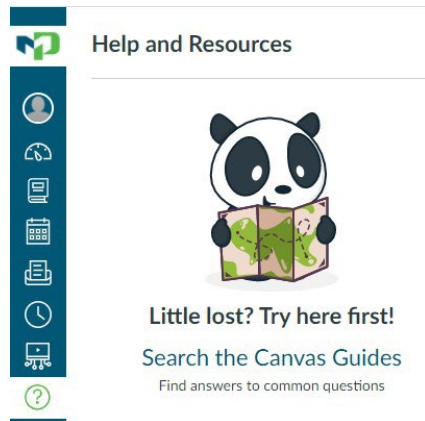 Help and Resources
Little lost? Try here first!
Search the Canvas Guides
Find answers to common questions